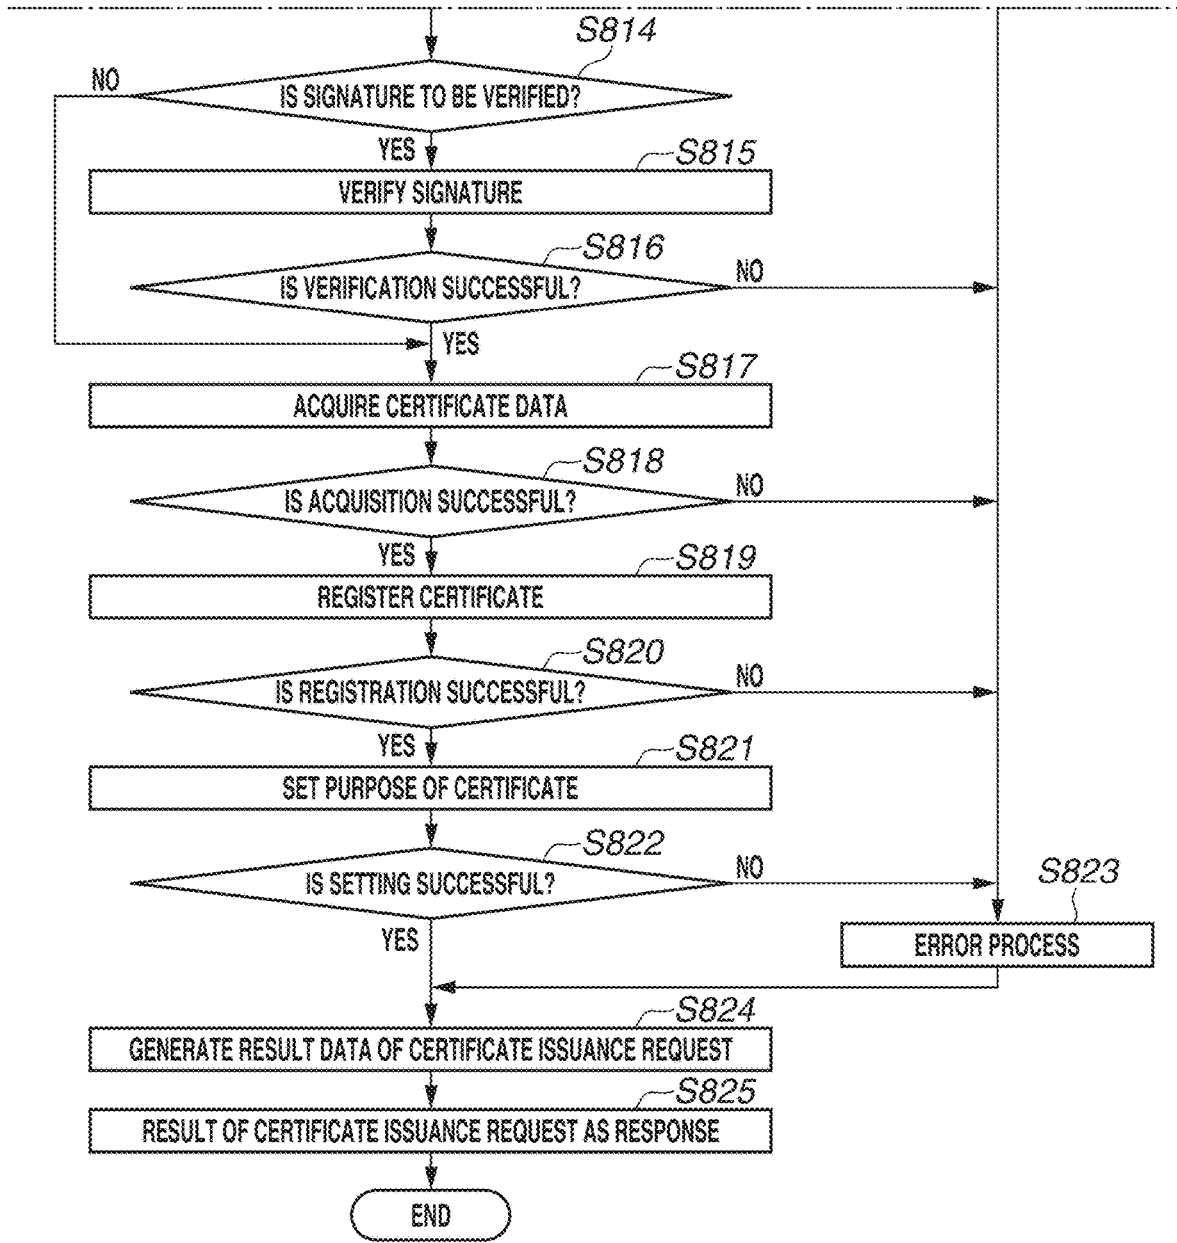 S814
NO
IS SIGNATURE TO BE VERIFIED?
YES
S815
VERIFY SIGNATURE
S816
IS VERIFICATION SUCCESSFUL?
NO
YES
S817
ACQUIRE CERTIFICATE DATA
S818
IS ACQUISITION SUCCESSFUL?
NO
YES
S819
REGISTER CERTIFICATE
S820
IS REGISTRATION SUCCESSFUL?
NO
YES
S821
SET PURPOSE OF CERTIFICATE
S822
IS SETTING SUCCESSFUL?
NO
YES
S823
ERROR PROCESS
S824
GENERATE RESULT DATA OF CERTIFICATE ISSUANCE REQUEST
S825
RESULT OF CERTIFICATE ISSUANCE REQUEST AS RESPONSE
END